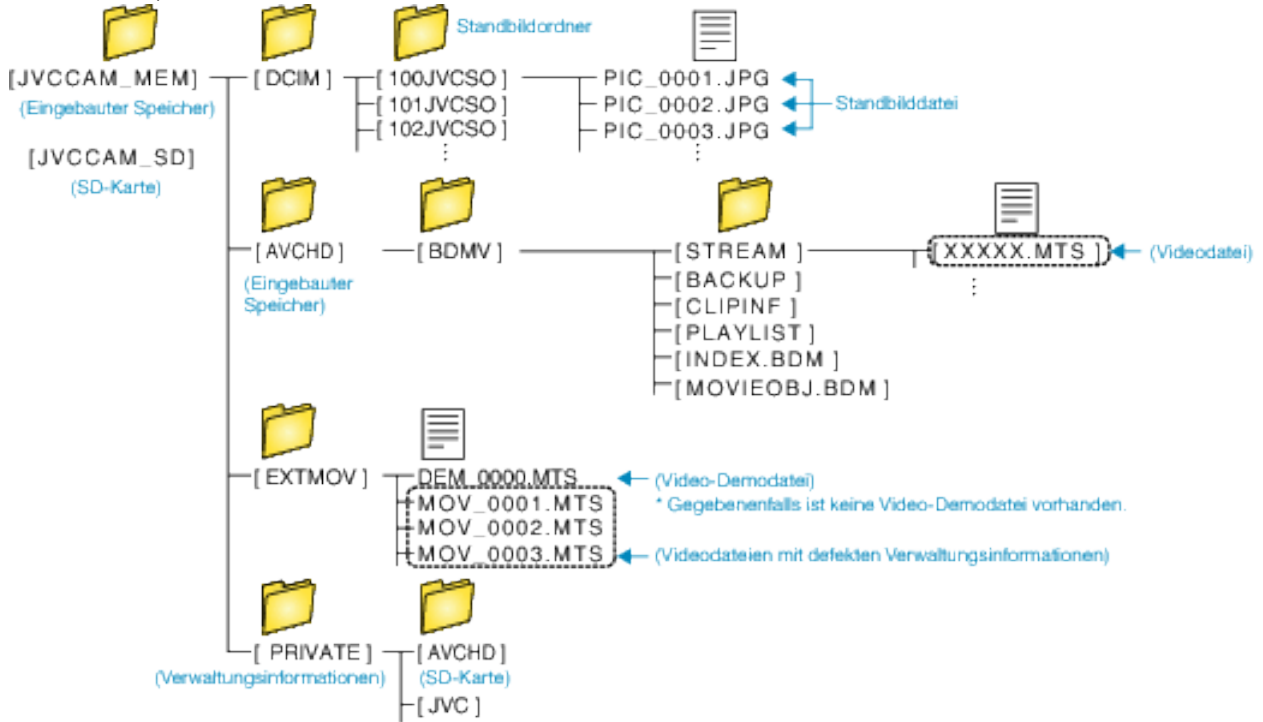 Standbildordner
[JVCCAM_MEM] [DCIM] [100JVCSO] PIC_0001.JPG
(Eingebauter Speicher) [101JVCSO] PIC_0002.JPG Standbilddatei
[102JVCSO] PIC_0003.JPG
[JVCCAM_SD]
(SD-Karte)
[AVCHD] [BDMV] [STREAM] [XXXXX.MTS] (Videodatei)
(Eingebauter
Speicher)
[BACKUP]
[CLIPINF]
[PLAYLIST]
[INDEX.BDM]
[MOVIEOBJ.BDM]
[EXTMOV] DEM_0000.MTS (Video-Demodatei)
MOV_0001.MTS * Gegebenenfalls ist keine Video-Demodatei vorhanden.
MOV_0002.MTS
MOV_0003.MTS (Videodateien mit defekten Verwaltungsinformationen)
[PRIVATE] [AVCHD]
(Verwaltungsinformationen) (SD-Karte)
[JVC]